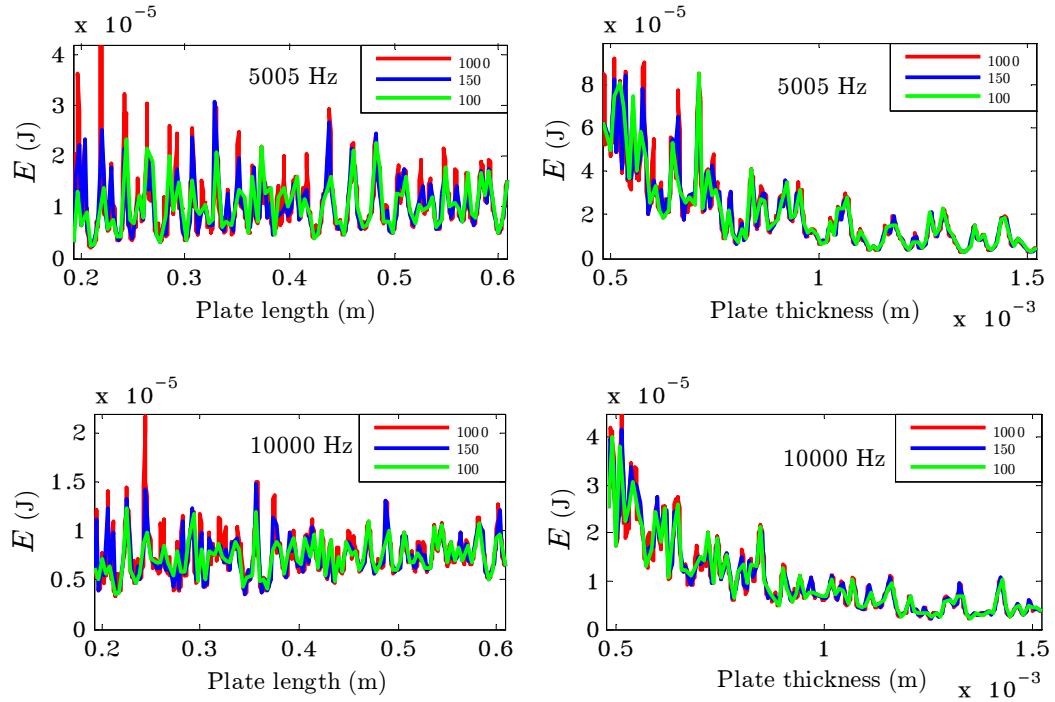 x 10⁻⁵
4
3
2
1
0
E (J)
5005 Hz
1000
150
100
0.2 0.3 0.4 0.5 0.6
Plate length (m)
x 10⁻⁵
8
6
4
2
0
E (J)
5005 Hz
1000
150
100
0.5 1 1.5
Plate thickness (m) x 10⁻³
x 10⁻⁵
2
1.5
1
0.5
0
E (J)
10000 Hz
1000
150
100
0.2 0.3 0.4 0.5 0.6
Plate length (m)
x 10⁻⁵
4
3
2
1
0
E (J)
10000 Hz
1000
150
100
0.5 1 1.5
Plate thickness (m) x 10⁻³